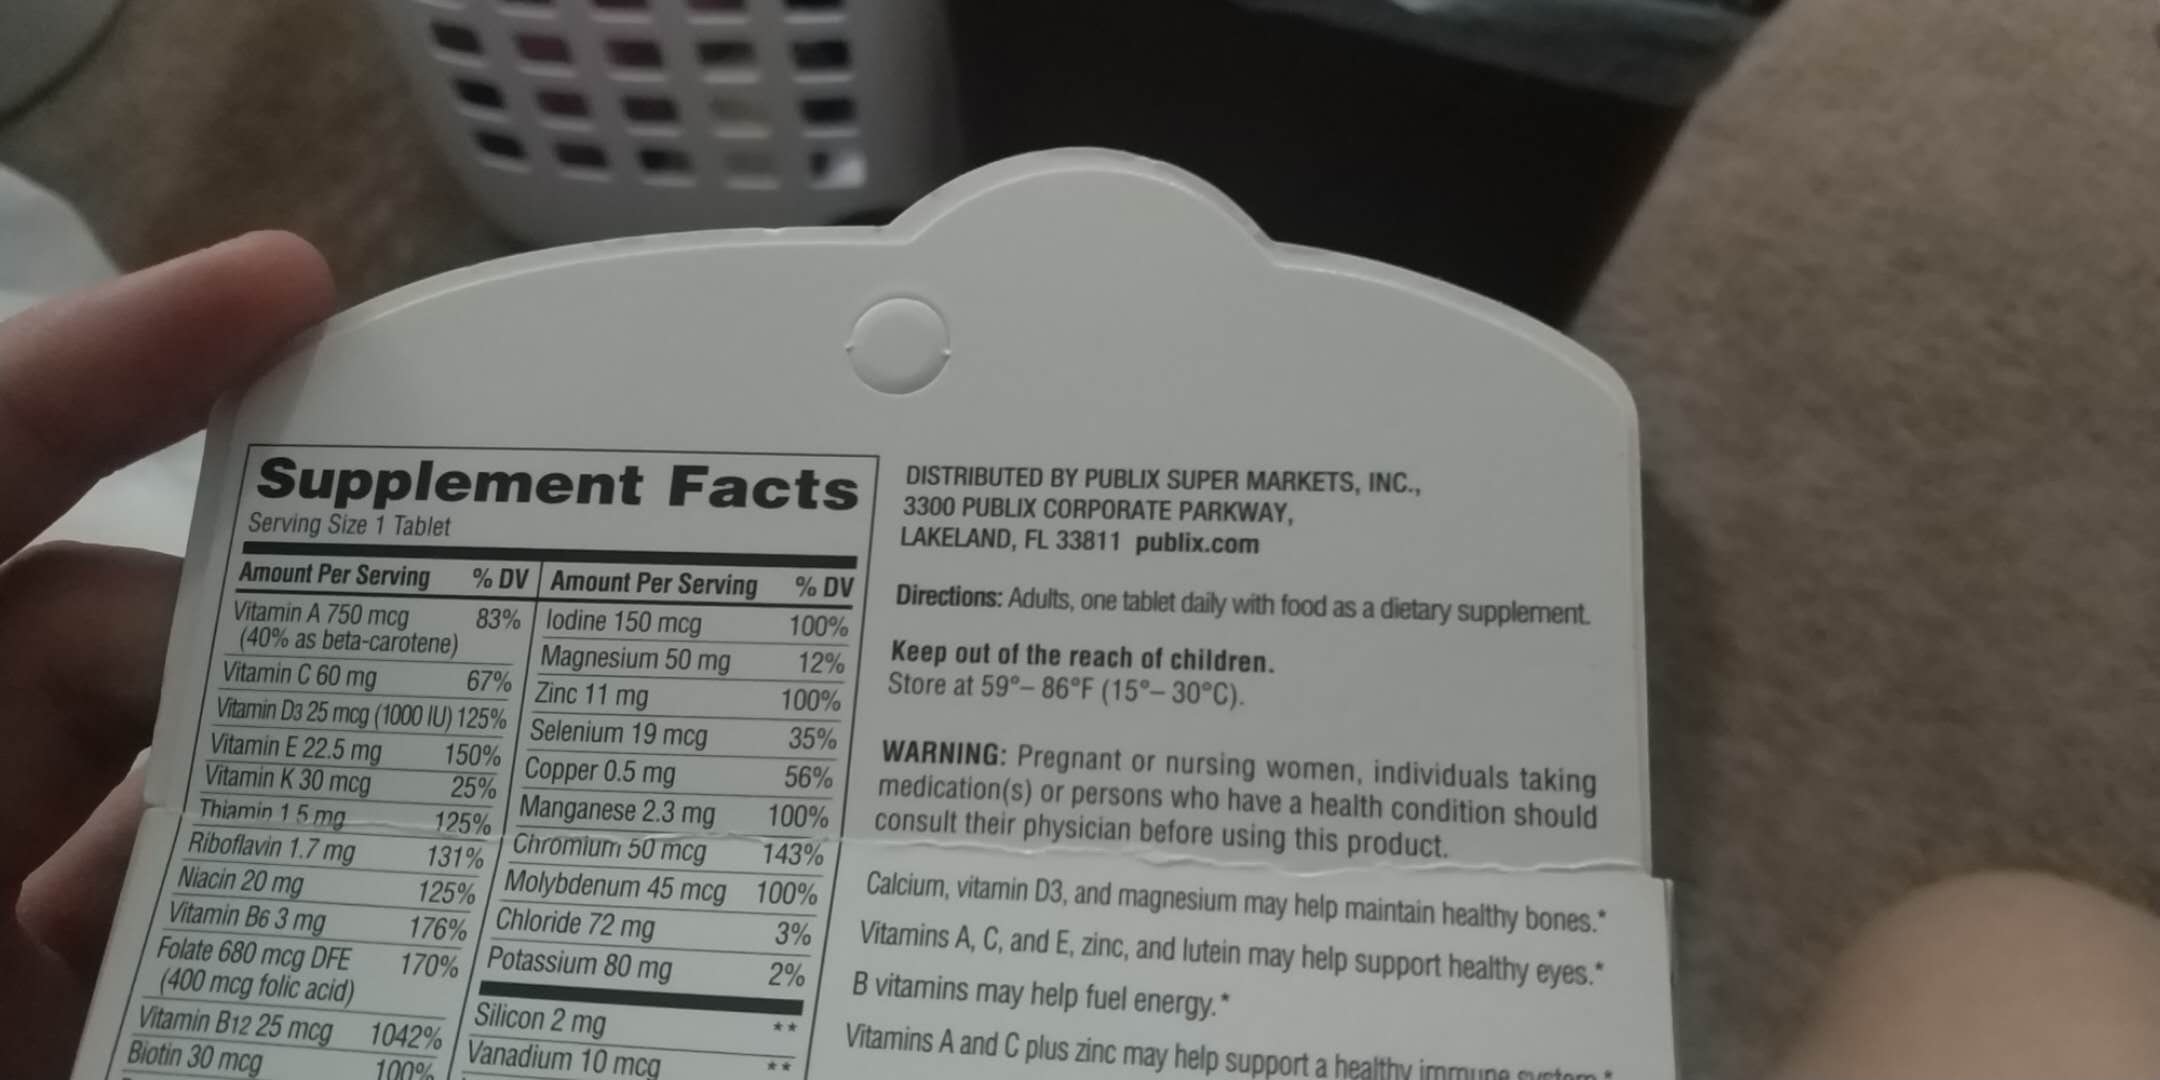 Supplement Facts
Serving Size 1 Tablet
Amount Per Serving % DV
Vitamin A 750 mcg 83%
(40% as beta-carotene)
Vitamin C 60 mg 67%
Vitamin D3 25 mcg (1000 IU) 125%
Vitamin E 22.5 mg 150%
Vitamin K 30 mcg 25%
Thiamin 1.5 mg 125%
Riboflavin 1.7 mg 131%
Niacin 20 mg 125%
Vitamin B6 3 mg 176%
Folate 680 mcg DFE 170%
(400 mcg folic acid)
Vitamin B12 25 mcg 1042%
Biotin 30 mcg 100%
Amount Per Serving % DV
Iodine 150 mcg 100%
Magnesium 50 mg 12%
Zinc 11 mg 100%
Selenium 19 mcg 35%
Copper 0.5 mg 56%
Manganese 2.3 mg 100%
Chromium 50 mcg 143%
Molybdenum 45 mcg 100%
Chloride 72 mg 3%
Potassium 80 mg 2%
Silicon 2 mg **
Vanadium 10 mcg **
DISTRIBUTED BY PUBLIX SUPER MARKETS, INC.,
3300 PUBLIX CORPORATE PARKWAY,
LAKELAND, FL 33811 publix.com
Directions: Adults, one tablet daily with food as a dietary supplement.
Keep out of the reach of children.
Store at 59°– 86°F (15°– 30°C).
WARNING: Pregnant or nursing women, individuals taking
medication(s) or persons who have a health condition should
consult their physician before using this product.
Calcium, vitamin D3, and magnesium may help maintain healthy bones.*
Vitamins A, C, and E, zinc, and lutein may help support healthy eyes.*
B vitamins may help fuel energy.*
Vitamins A and C plus zinc may help support a healthy immune system.*